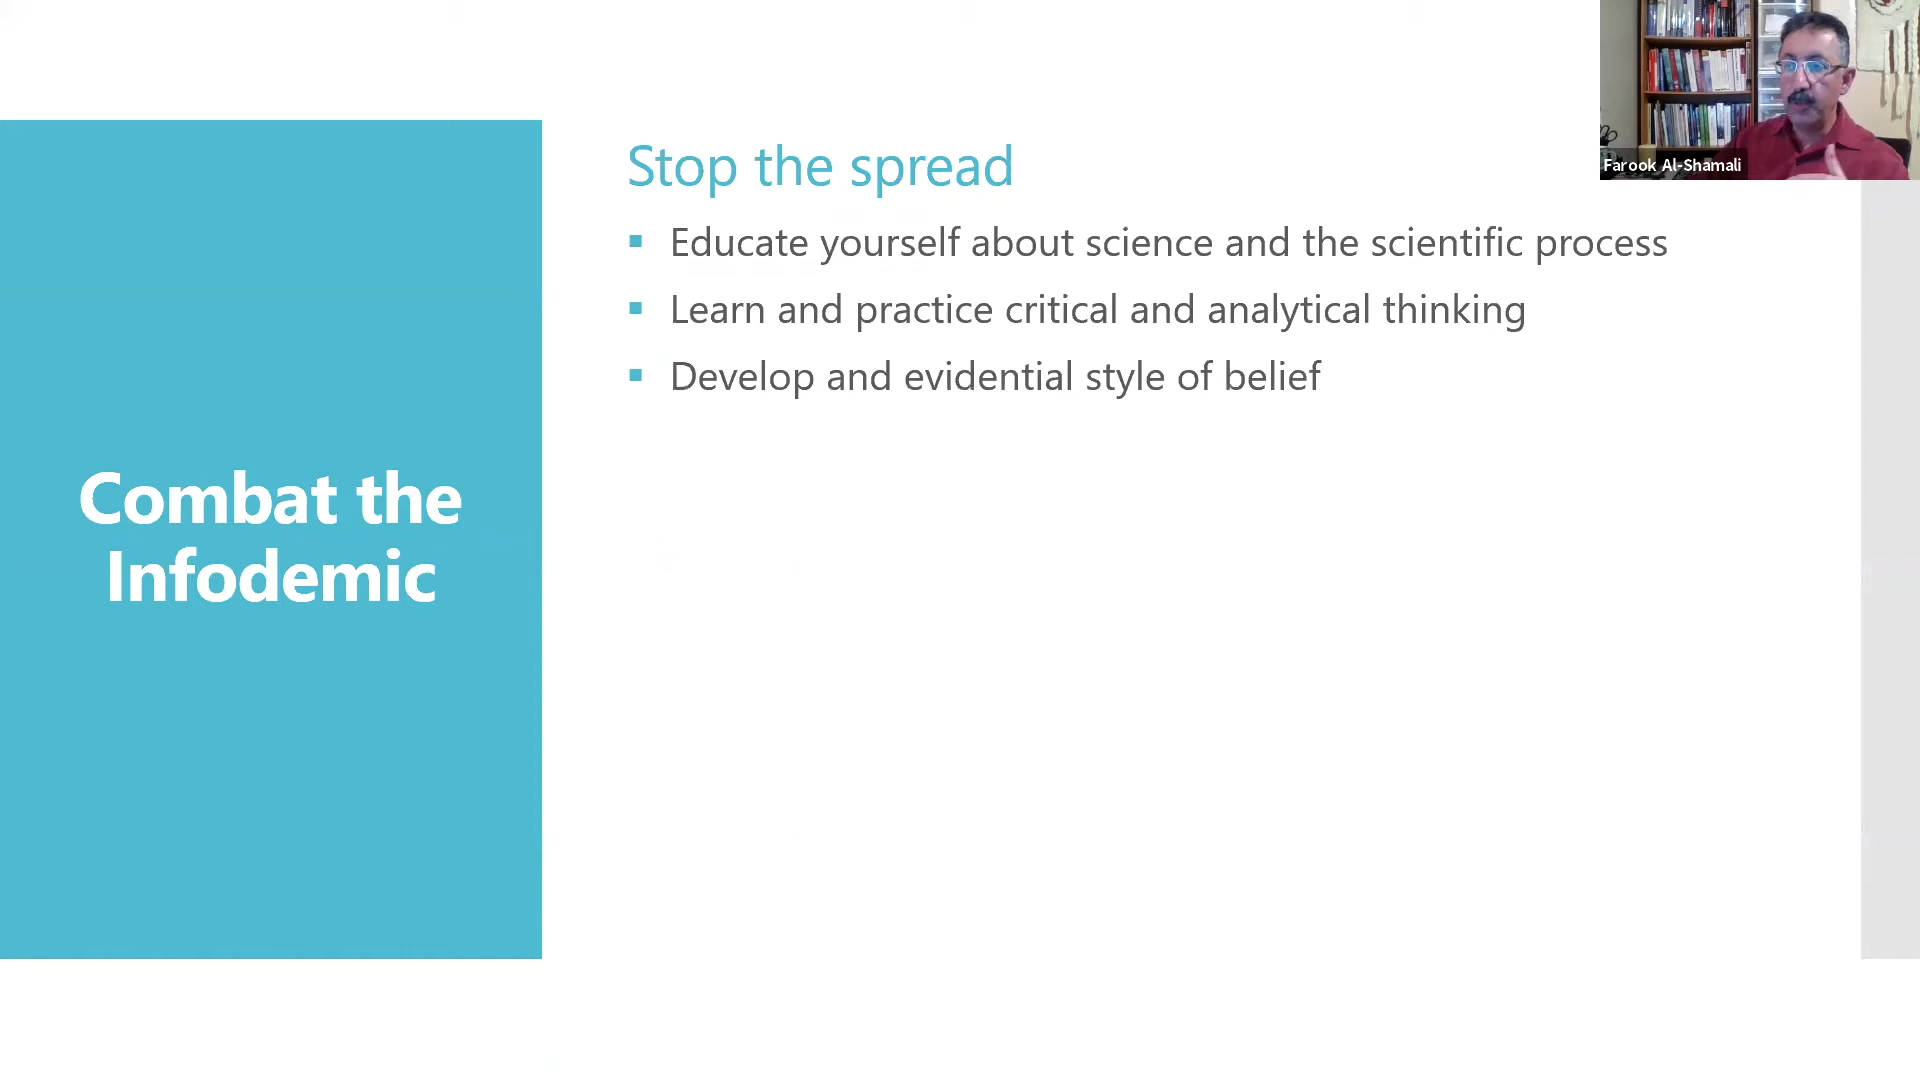 Combat the
Infodemic
Stop the spread
Educate yourself about science and the scientific process
Learn and practice critical and analytical thinking
Develop and evidential style of belief
Farook Al-Shamali